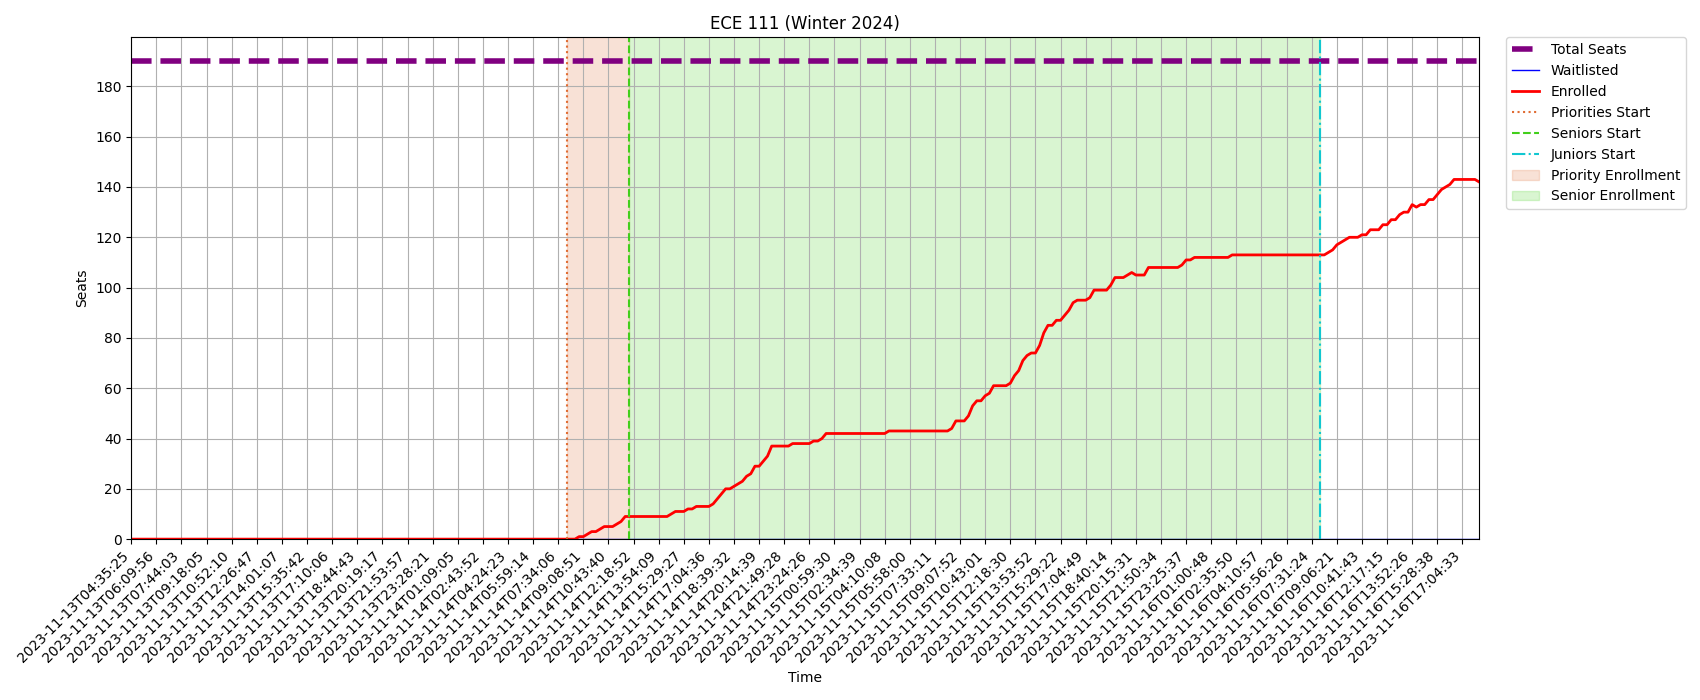 ECE 111 (Winter 2024)
Total Seats
Waitlisted
Enrolled
Priorities Start
Seniors Start
Juniors Start
Priority Enrollment
Senior Enrollment
Seats
180
160
140
120
100
80
60
40
20
0
2023-11-13T04:35:25
2023-11-13T06:09:56
2023-11-13T07:44:03
2023-11-13T09:18:05
2023-11-13T10:52:10
2023-11-13T12:26:47
2023-11-13T14:01:07
2023-11-13T15:35:42
2023-11-13T17:10:06
2023-11-13T18:44:43
2023-11-13T20:19:17
2023-11-13T21:53:57
2023-11-13T23:28:21
2023-11-14T01:09:05
2023-11-14T02:43:52
2023-11-14T04:24:23
2023-11-14T05:59:14
2023-11-14T07:34:06
2023-11-14T09:08:51
2023-11-14T10:43:40
2023-11-14T12:18:52
2023-11-14T13:54:09
2023-11-14T15:29:27
2023-11-14T17:04:36
2023-11-14T18:39:32
2023-11-14T20:14:39
2023-11-14T21:49:28
2023-11-14T23:24:26
2023-11-15T00:59:30
2023-11-15T02:34:39
2023-11-15T04:10:08
2023-11-15T05:58:00
2023-11-15T07:33:11
2023-11-15T09:07:52
2023-11-15T10:43:01
2023-11-15T12:18:30
2023-11-15T13:53:52
2023-11-15T15:29:22
2023-11-15T17:04:49
2023-11-15T18:40:14
2023-11-15T20:15:31
2023-11-15T21:50:34
2023-11-15T23:25:37
2023-11-16T01:00:48
2023-11-16T02:35:50
2023-11-16T04:10:57
2023-11-16T05:56:26
2023-11-16T07:31:24
2023-11-16T09:06:21
2023-11-16T10:41:43
2023-11-16T12:17:15
2023-11-16T13:52:26
2023-11-16T15:28:38
2023-11-16T17:04:33
Time